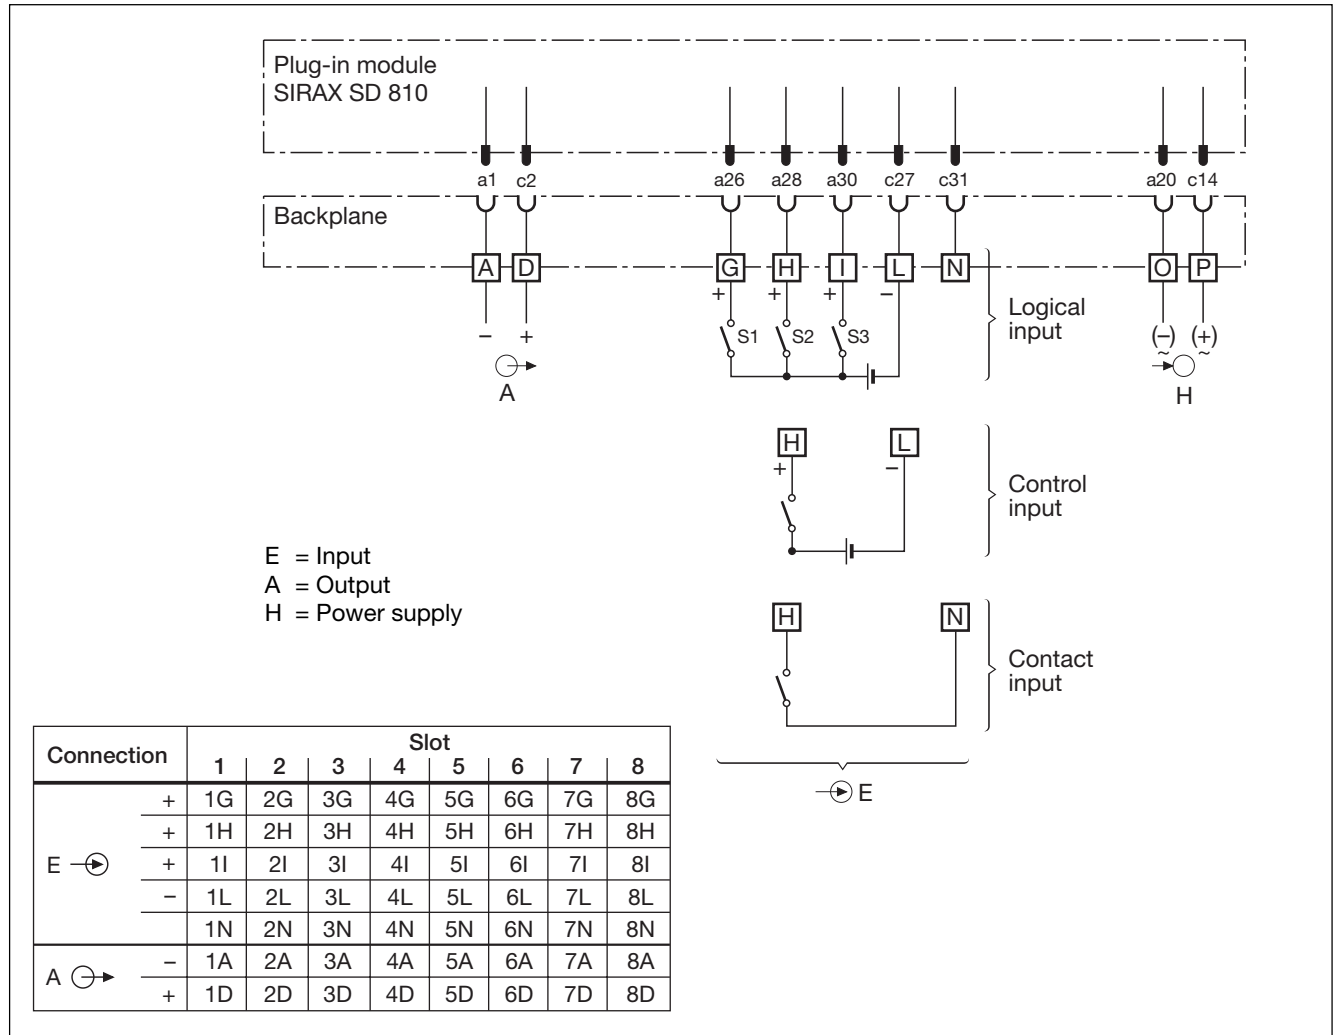 Plug-in module
SIRAX SD 810
a1 c2 a26 a28 a30 c27 c31 a20 c14
Backplane
A D G H I L N O P
+ + + −
S1 S2 S3
Logical
input
− + (−) (+)
~ ~
A H
H L
+ −
Control
input
E = Input
A = Output
H = Power supply
H N
Contact
input
E
Connection Slot
1 2 3 4 5 6 7 8
+ 1G 2G 3G 4G 5G 6G 7G 8G
+ 1H 2H 3H 4H 5H 6H 7H 8H
E + 1I 2I 3I 4I 5I 6I 7I 8I
− 1L 2L 3L 4L 5L 6L 7L 8L
1N 2N 3N 4N 5N 6N 7N 8N
A − 1A 2A 3A 4A 5A 6A 7A 8A
+ 1D 2D 3D 4D 5D 6D 7D 8D